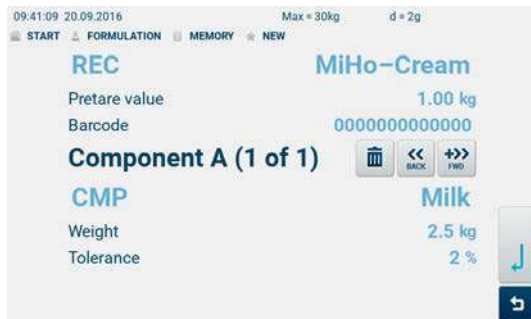 09:41:09 20.09.2016 Max = 30kg d = 2g
START FORMULATION MEMORY NEW
REC MiHo-Cream
Pretare value 1.00 kg
Barcode 0000000000000
Component A (1 of 1) << BACK +>> FWD
CMP Milk
Weight 2.5 kg
Tolerance 2 %